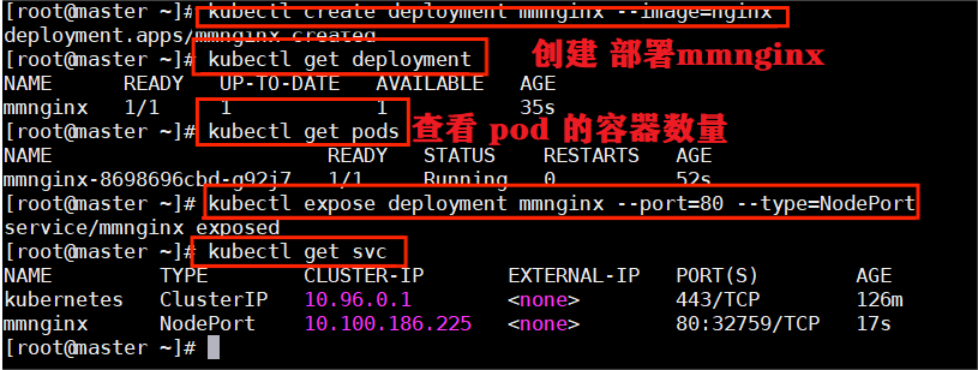 [root@master ~]# kubectl create deployment mmnginx --image=nginx
deployment.apps/mmnginx created
[root@master ~]# kubectl get deployment 创建 部署mmnginx
NAME READY UP-TO-DATE AVAILABLE AGE
mmnginx 1/1 1 1 35s
[root@master ~]# kubectl get pods 查看 pod 的容器数量
NAME READY STATUS RESTARTS AGE
mmnginx-8698696cbd-g92j7 1/1 Running 0 52s
[root@master ~]# kubectl expose deployment mmnginx --port=80 --type=NodePort
service/mmnginx exposed
[root@master ~]# kubectl get svc
NAME TYPE CLUSTER-IP EXTERNAL-IP PORT(S) AGE
kubernetes ClusterIP 10.96.0.1 <none> 443/TCP 126m
mmnginx NodePort 10.100.186.225 <none> 80:32759/TCP 17s
[root@master ~]#